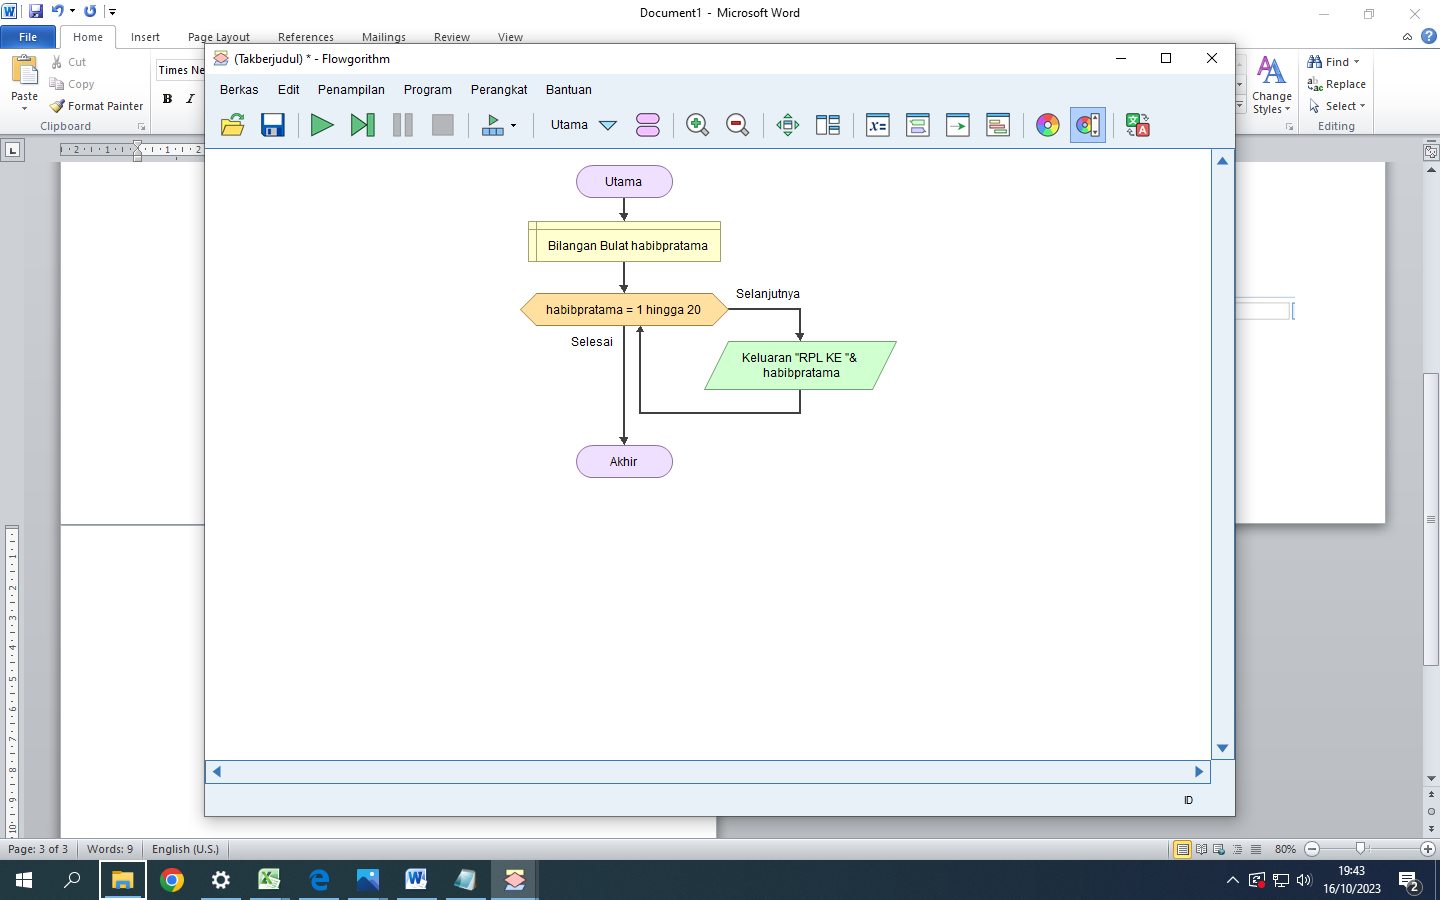 Document1 - Microsoft Word
File
Home
Insert
Page Layout
References
Mailings
Review
View
Paste
Cut
Copy
Format Painter
Clipboard
Times Ne
B I
Change
Styles
Find
Replace
Select
Editing
(Takberjudul) * - Flowgorithm
Berkas
Edit
Penampilan
Program
Perangkat
Bantuan
Utama
Utama
Bilangan Bulat habibpratama
habibpratama = 1 hingga 20
Selanjutnya
Selesai
Keluaran "RPL KE "&
habibpratama
Akhir
ID
Page: 3 of 3
Words: 9
English (U.S.)
80%
19:43
16/10/2023
2